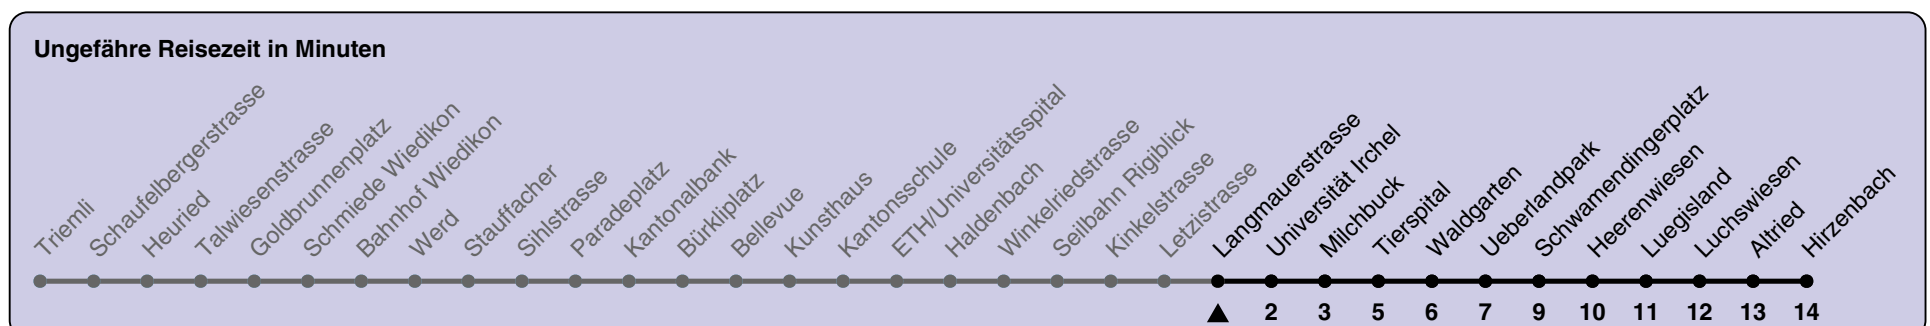 Ungefähre Reisezeit in Minuten
Triemli
Schaufelbergerstrasse
Heuried
Talwiesenstrasse
Goldbrunnenplatz
Schmiede Wiedikon
Bahnhof Wiedikon
Werd
Stauffacher
Sihlstrasse
Paradeplatz
Kantonalbank
Bürkliplatz
Bellevue
Kunsthaus
Kantonsschule
ETH/Universitätsspital
Haldenbach
Winkelriedstrasse
Seilbahn Rigiblick
Kinkelstrasse
Letzistrasse
Langmauerstrasse
Universität Irchel
Milchbuck
Tierspital
Waldgarten
Ueberlandpark
Schwamendingerplatz
Heerenwiesen
Luegisland
Luchswiesen
Altried
Hirzenbach
2 3 5 6 7 9 10 11 12 13 14